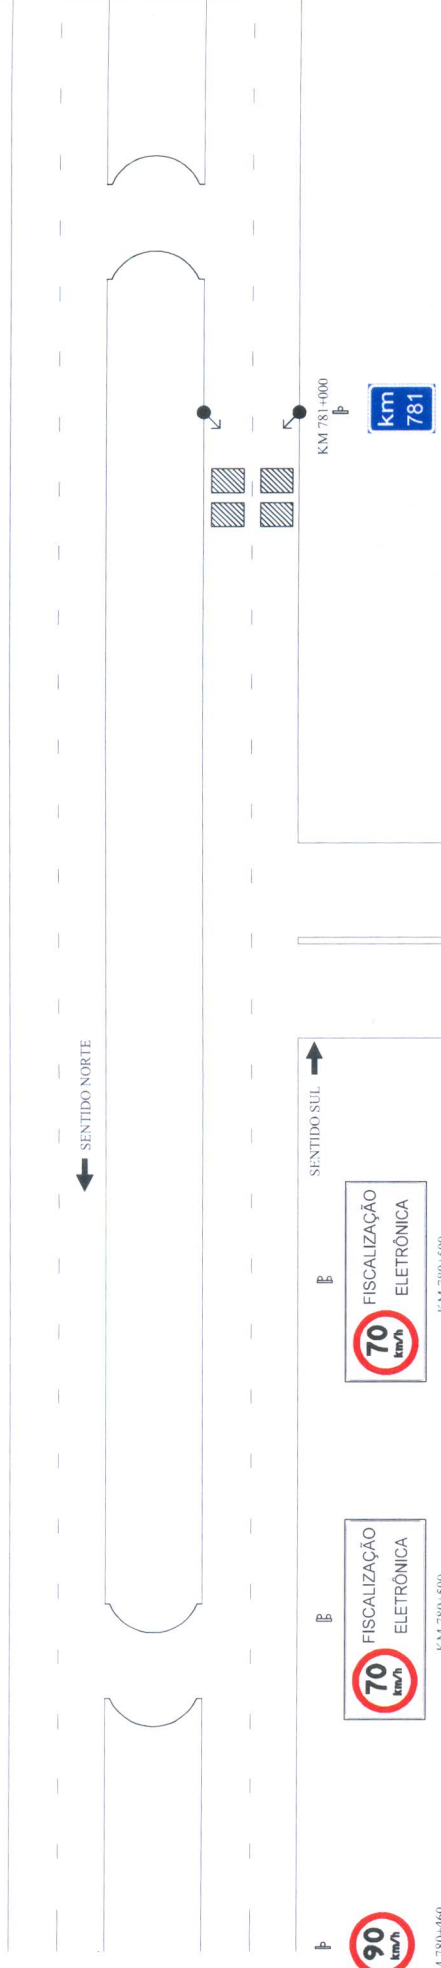 SENTIDO NORTE
SENTIDO SUL
KM 781+000
km
781
70
km/h
FISCALIZAÇÃO
ELETRÔNICA
70
km/h
FISCALIZAÇÃO
ELETRÔNICA
90
km/h